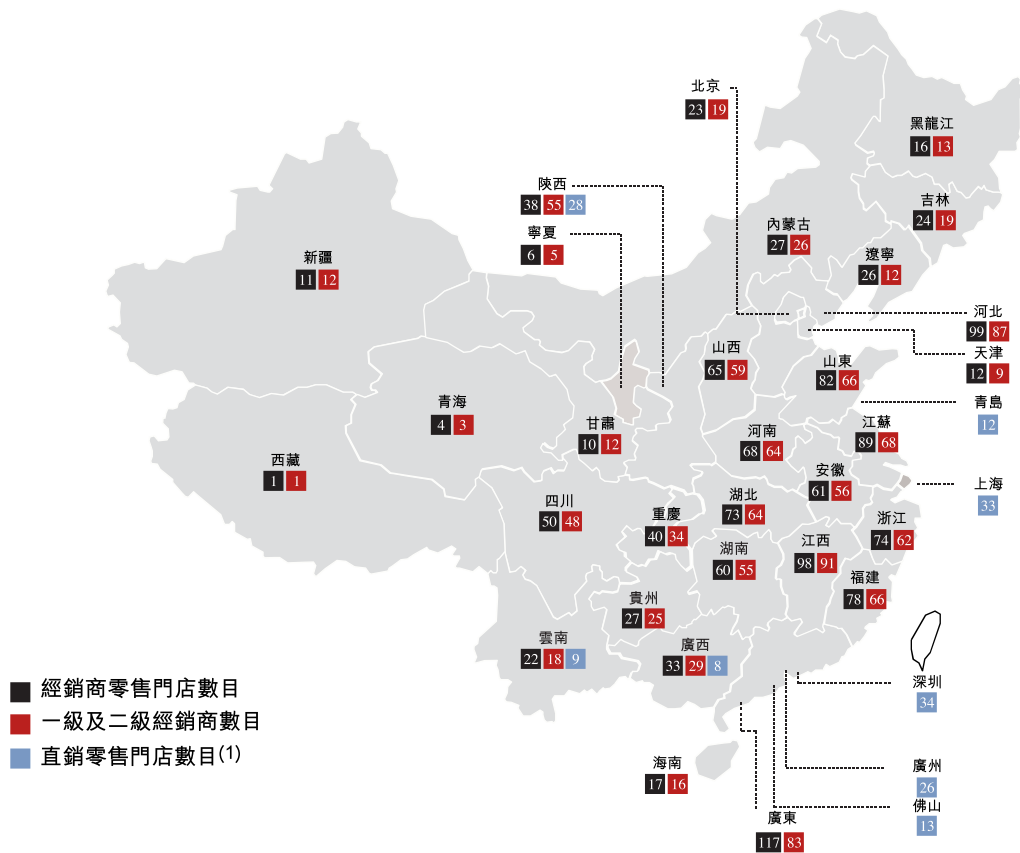 北京
23 19
黑龍江
16 13
陝西
38 55 28
吉林
24 19
內蒙古
27 26
寧夏
6 5
新疆
11 12
遼寧
26 12
河北
99 87
山西
65 59
天津
12 9
山東
82 66
青海
4 3
青島
12
甘肅
10 12
江蘇
89 68
河南
68 64
西藏
1 1
安徽
61 56
上海
33
四川
50 48
湖北
73 64
重慶
40 34
浙江
74 62
江西
98 91
湖南
60 55
福建
78 66
貴州
27 25
雲南
22 18 9
廣西
33 29 8
深圳
34
經銷商零售門店數目
一級及二級經銷商數目
直銷零售門店數目(1)
海南
17 16
廣州
26
佛山
13
廣東
117 83